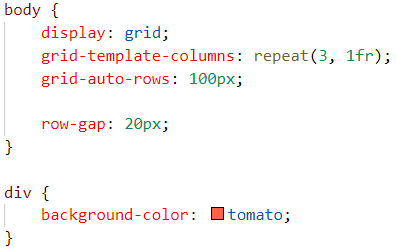 body {
    display: grid;
    grid-template-columns: repeat(3, 1fr);
    grid-auto-rows: 100px;

    row-gap: 20px;
}

div {
    background-color: tomato;
}